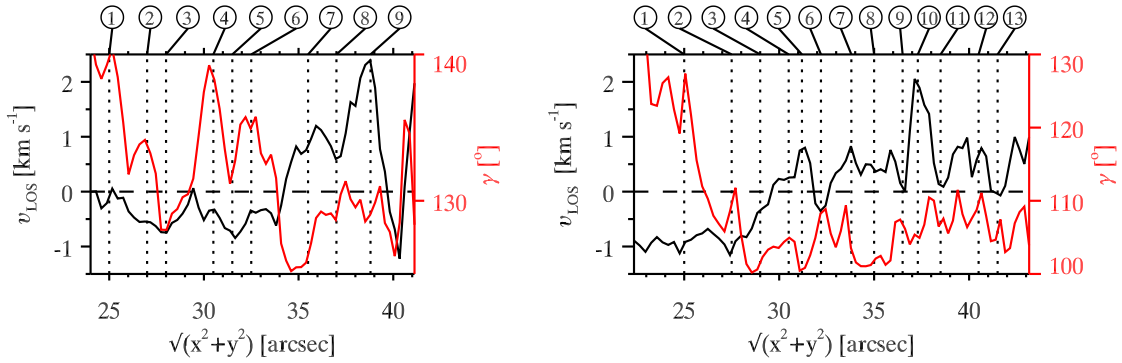 ① ② ③ ④ ⑤ ⑥ ⑦ ⑧ ⑨
2
1
0
-1
v_LOS [km s⁻¹]
140
130
γ [°]
25 30 35 40
√(x²+y²) [arcsec]
① ② ③ ④ ⑤ ⑥ ⑦ ⑧ ⑨ ⑩ ⑪ ⑫ ⑬
2
1
0
-1
v_LOS [km s⁻¹]
130
120
110
100
γ [°]
25 30 35 40
√(x²+y²) [arcsec]